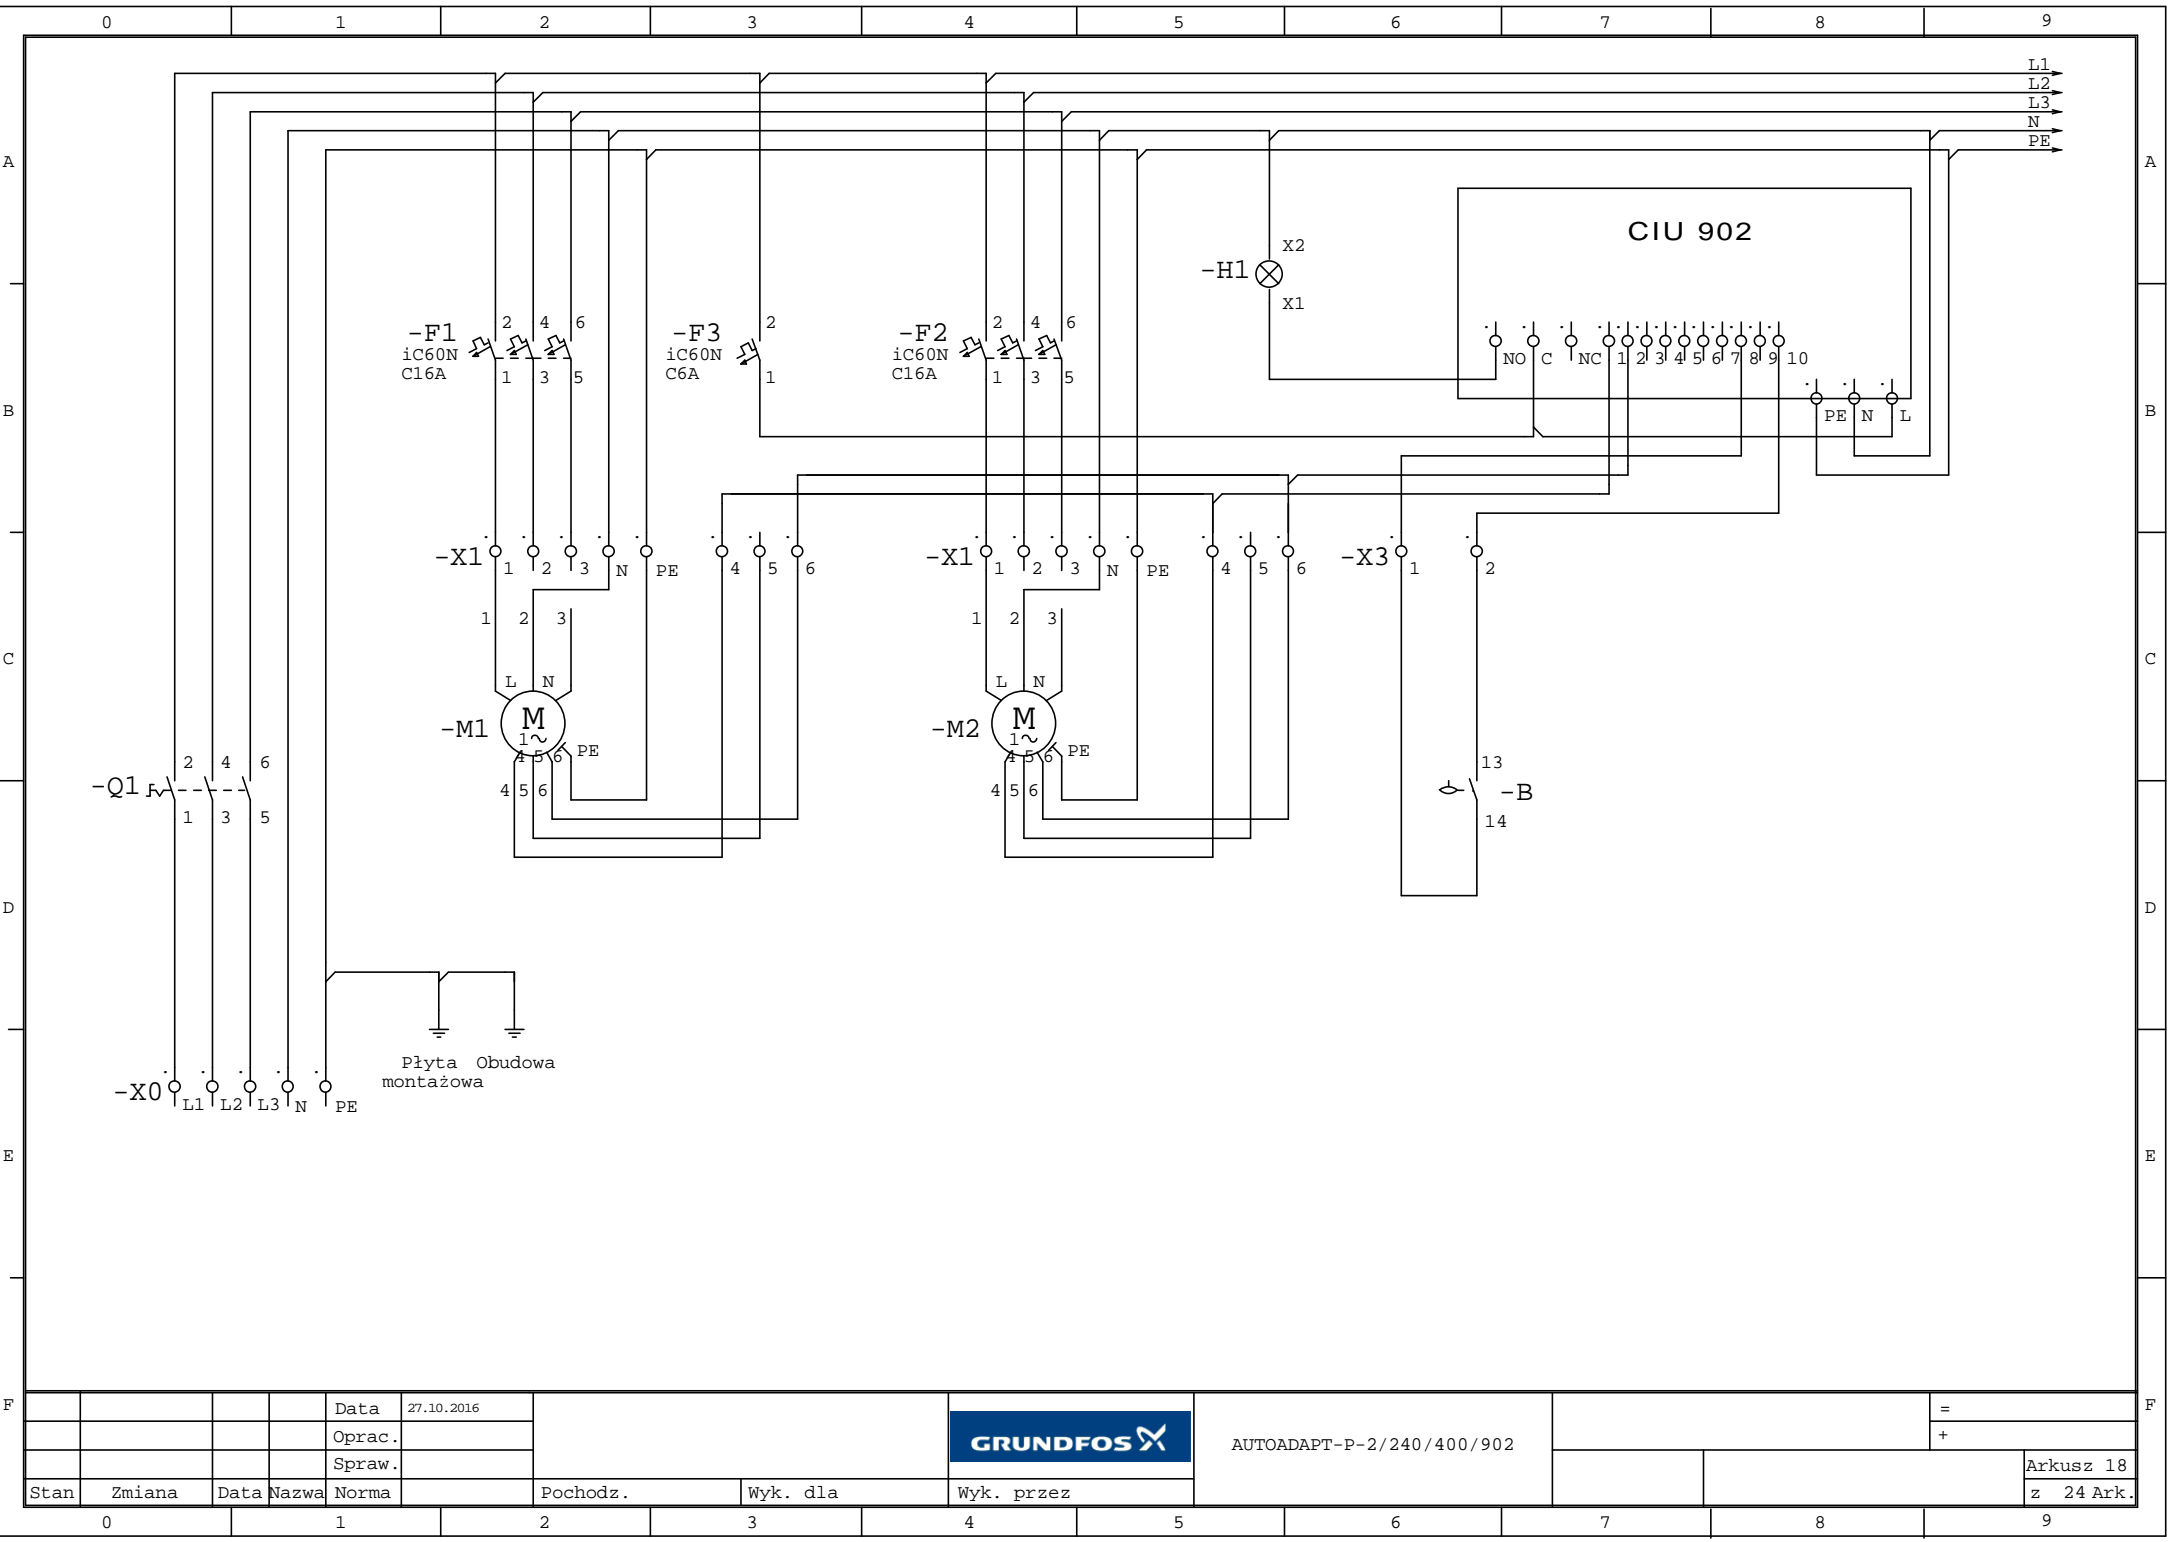 0 1 2 3 4 5 6 7 8 9
L1
L2
L3
N
PE
A A
CIU 902
X2
-H1
X1
-F1 2 4 6 -F3 2 -F2 2 4 6
iC60N iC60N iC60N
C16A 1 3 5 C6A 1 C16A 1 3 5
NO C NC 1 2 3 4 5 6 7 8 9 10
B PE N L B
-X1 1 2 3 N PE 4 5 6 -X1 1 2 3 N PE 4 5 6 -X3 1 2
1 2 3 1 2 3
C C
L N L N
-M1 M 1~ -M2 M 1~
4 5 6 PE 4 5 6 PE
2 4 6 13
-Q1 4 5 6 4 5 6 -B
1 3 5 14
D D
Płyta Obudowa
montażowa
-X0 L1 L2 L3 N PE
E E
F Data 27.10.2016 = F
Oprac. GRUNDFOS AUTOADAPT-P-2/240/400/902 +
Spraw. Arkusz 18
Stan Zmiana Data Nazwa Norma Pochodz. Wyk. dla Wyk. przez z 24 Ark.
0 1 2 3 4 5 6 7 8 9